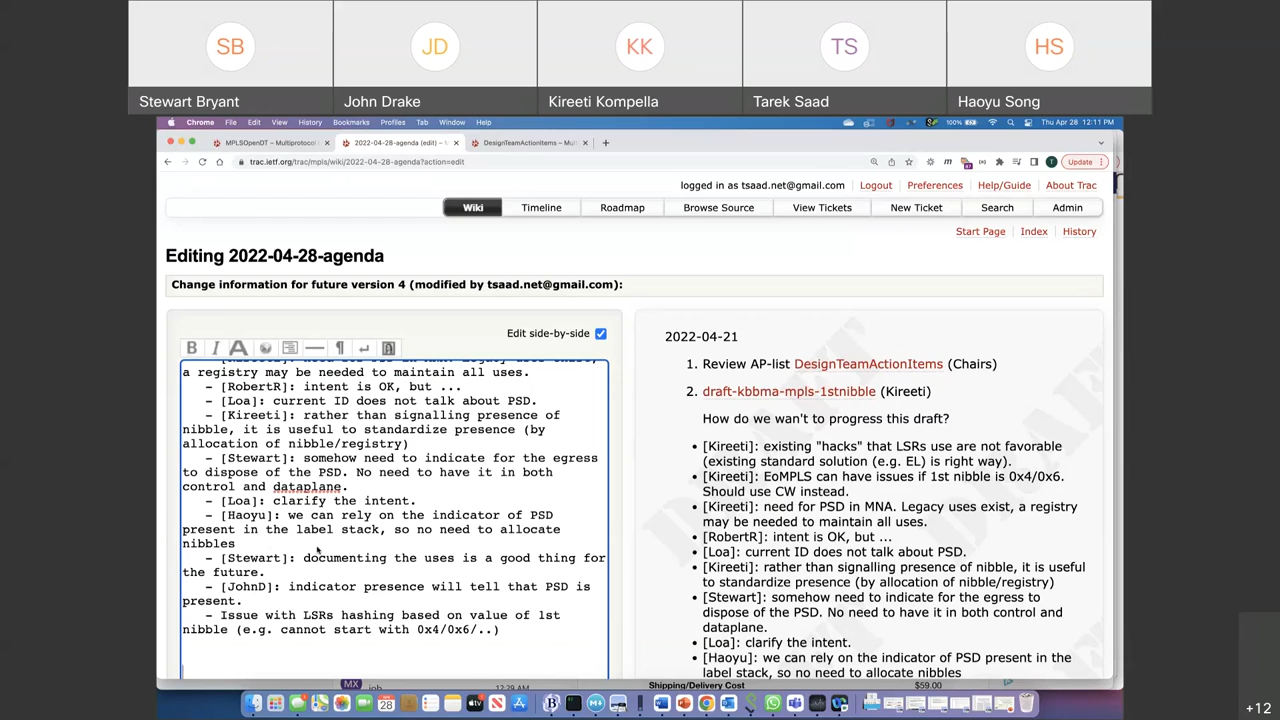 SB
JD
KK
TS
HS
Stewart Bryant
John Drake
Kireeti Kompella
Tarek Saad
Haoyu Song
Chrome File Edit View History Bookmarks Profiles Tab Window Help
100% Thu Apr 28 12:11 PM
MPLSOpenDT – Multiprotocol
2022-04-28-agenda (edit) –
DesignTeamActionItems – Mult
trac.ietf.org/trac/mpls/wiki/2022-04-28-agenda?action=edit
Update
logged in as tsaad.net@gmail.com Logout Preferences Help/Guide About Trac
Wiki Timeline Roadmap Browse Source View Tickets New Ticket Search Admin
Start Page Index History
Editing 2022-04-28-agenda
Change information for future version 4 (modified by tsaad.net@gmail.com):
Edit side-by-side
B I A
a registry may be needed to maintain all uses.
- [RobertR]: intent is OK, but ...
- [Loa]: current ID does not talk about PSD.
- [Kireeti]: rather than signalling presence of
nibble, it is useful to standardize presence (by
allocation of nibble/registry)
- [Stewart]: somehow need to indicate for the egress
to dispose of the PSD. No need to have it in both
control and dataplane.
- [Loa]: clarify the intent.
- [Haoyu]: we can rely on the indicator of PSD
present in the label stack, so no need to allocate
nibbles
- [Stewart]: documenting the uses is a good thing for
the future.
- [JohnD]: indicator presence will tell that PSD is
present.
- Issue with LSRs hashing based on value of 1st
nibble (e.g. cannot start with 0x4/0x6/..)
2022-04-21
1. Review AP-list DesignTeamActionItems (Chairs)
2. draft-kbbma-mpls-1stnibble (Kireeti)
How do we wan't to progress this draft?
• [Kireeti]: existing "hacks" that LSRs use are not favorable
(existing standard solution (e.g. EL) is right way).
• [Kireeti]: EoMPLS can have issues if 1st nibble is 0x4/0x6.
Should use CW instead.
• [Kireeti]: need for PSD in MNA. Legacy uses exist, a registry
may be needed to maintain all uses.
• [RobertR]: intent is OK, but ...
• [Loa]: current ID does not talk about PSD.
• [Kireeti]: rather than signalling presence of nibble, it is useful
to standardize presence (by allocation of nibble/registry)
• [Stewart]: somehow need to indicate for the egress to
dispose of the PSD. No need to have it in both control and
dataplane.
• [Loa]: clarify the intent.
• [Haoyu]: we can rely on the indicator of PSD present in the
label stack, so no need to allocate nibbles
DRAFT
MX job 12:29 AM
Shipping/Delivery Cost $59.00
APR
28
+12